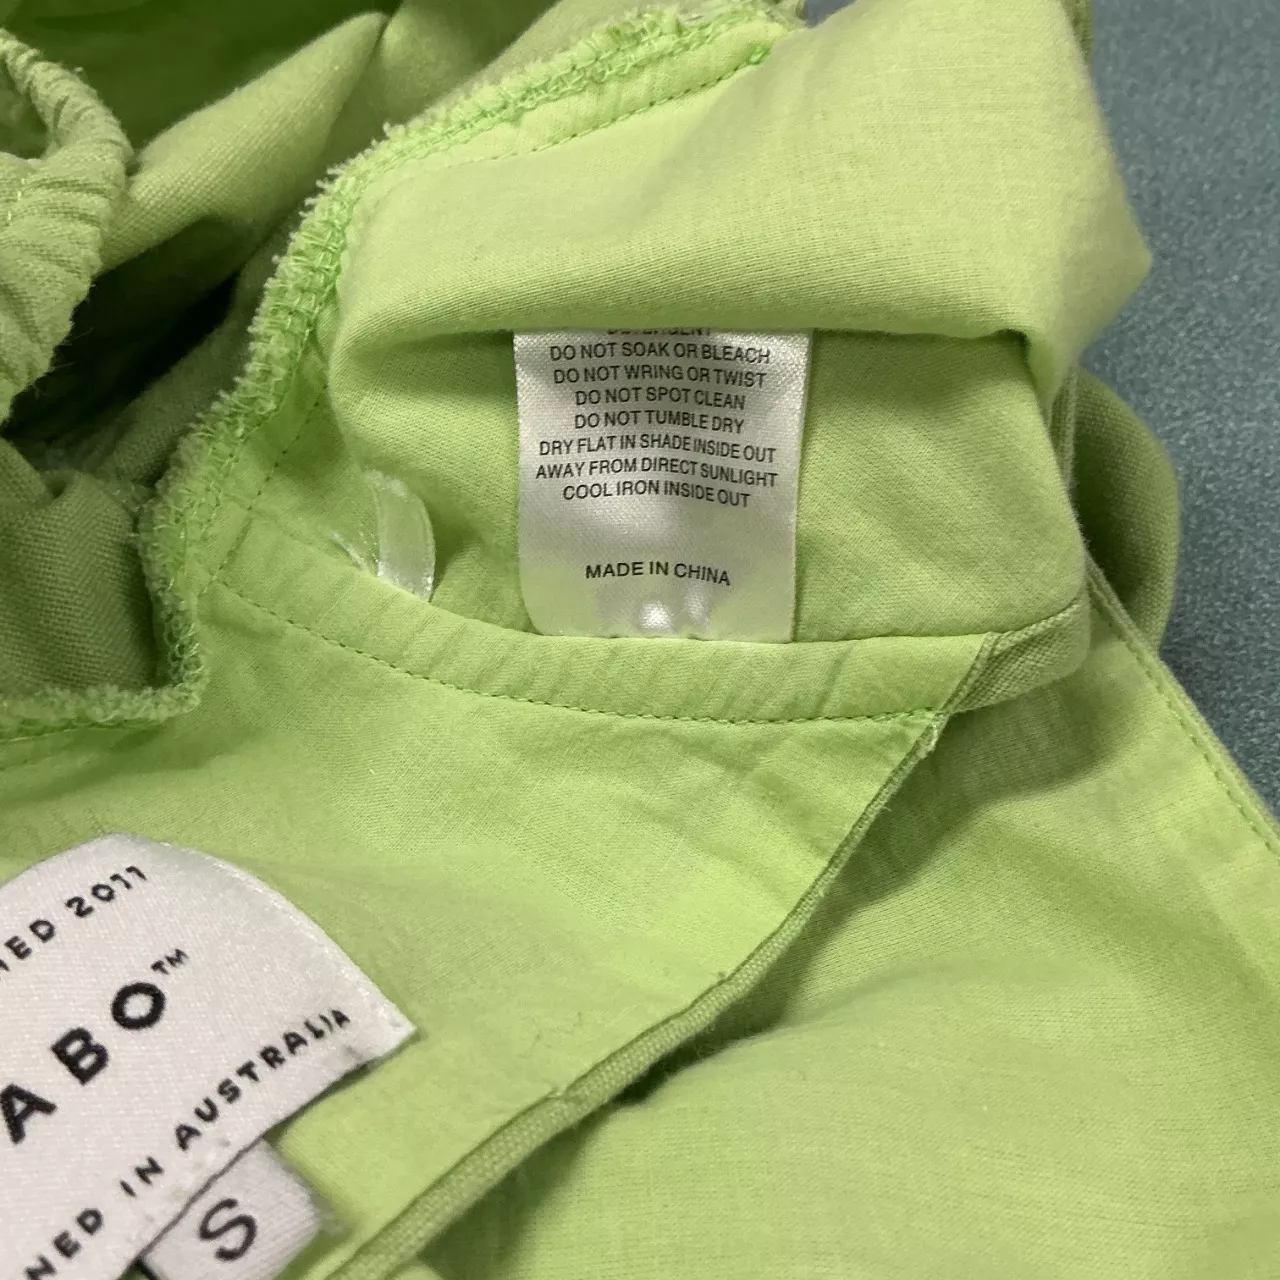 DETERGENT
DO NOT SOAK OR BLEACH
DO NOT WRING OR TWIST
DO NOT SPOT CLEAN
DO NOT TUMBLE DRY
DRY FLAT IN SHADE INSIDE OUT
AWAY FROM DIRECT SUNLIGHT
COOL IRON INSIDE OUT
MADE IN CHINA
NED 2011
ABO™
NED IN AUSTRALIA
S